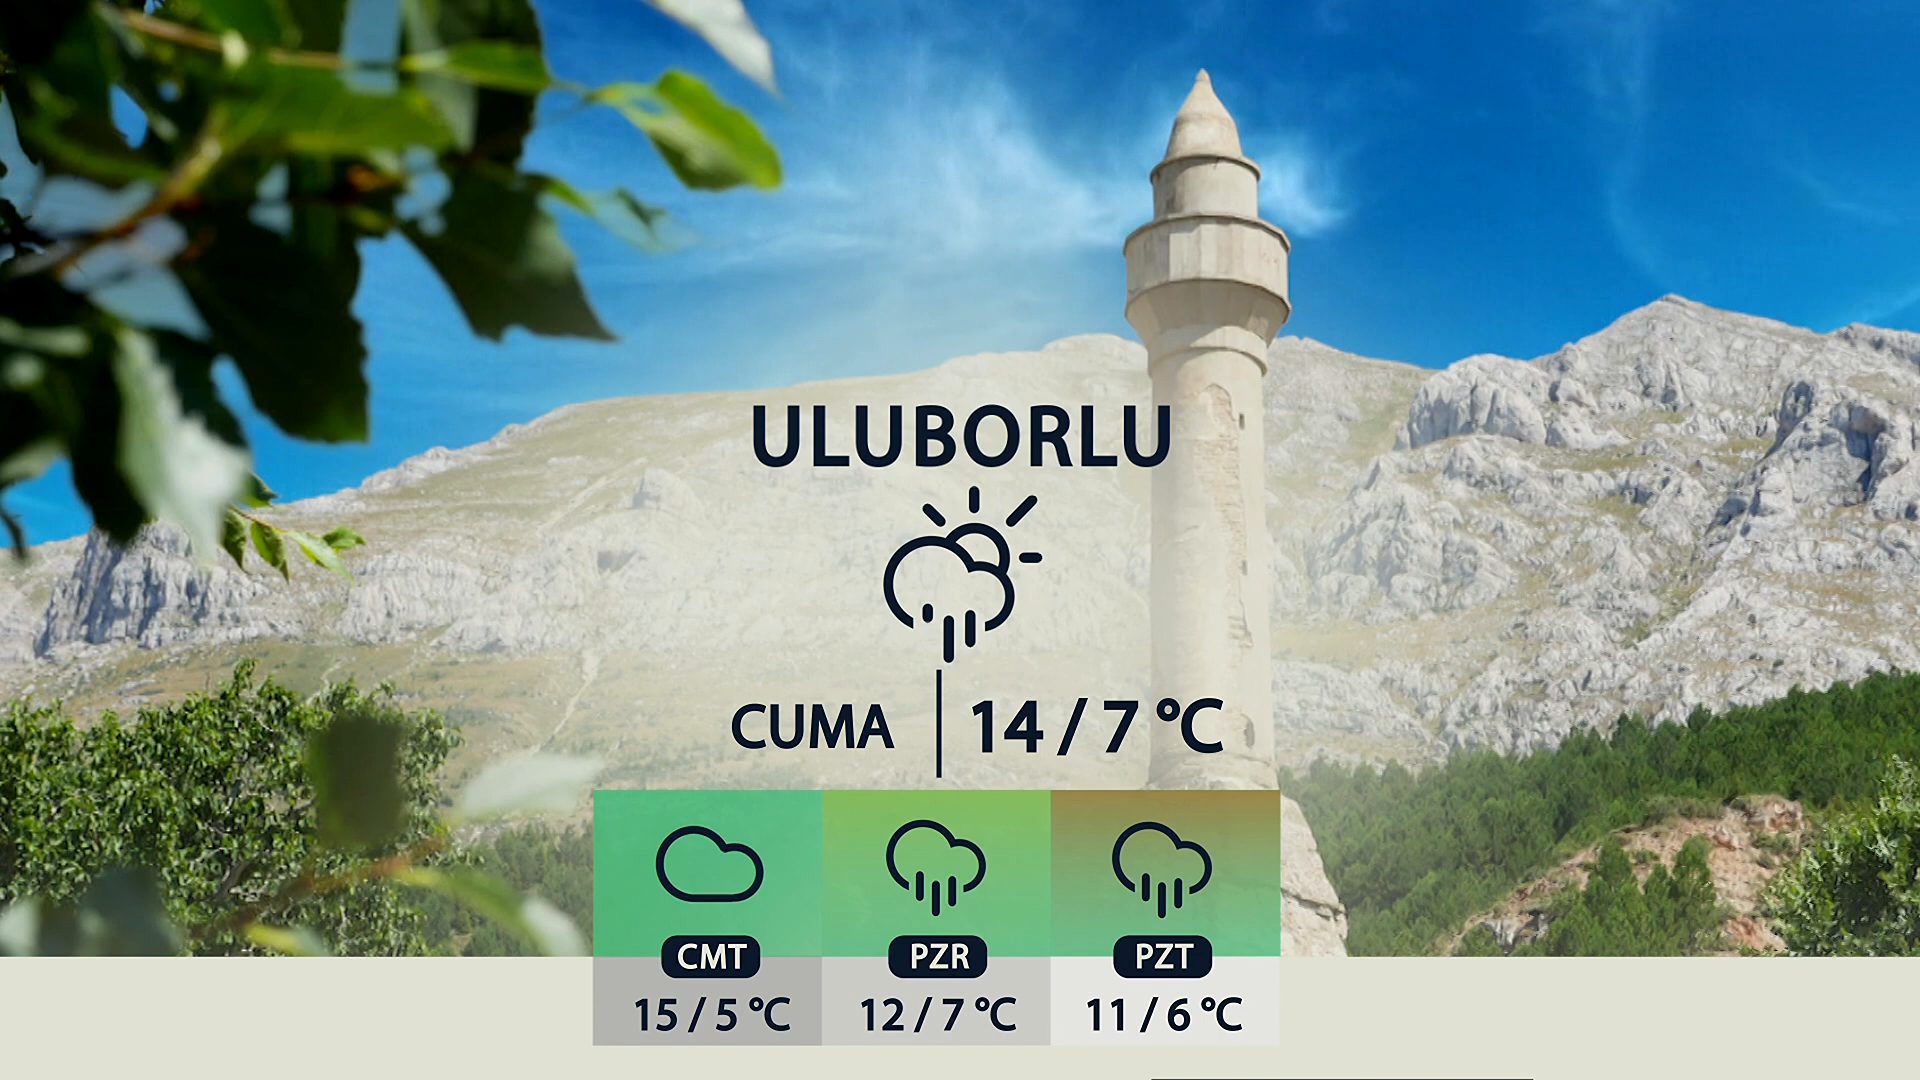 ULUBORLU
CUMA
14 / 7 °C
CMT
PZR
PZT
15 / 5 °C
12 / 7 °C
11 / 6 °C